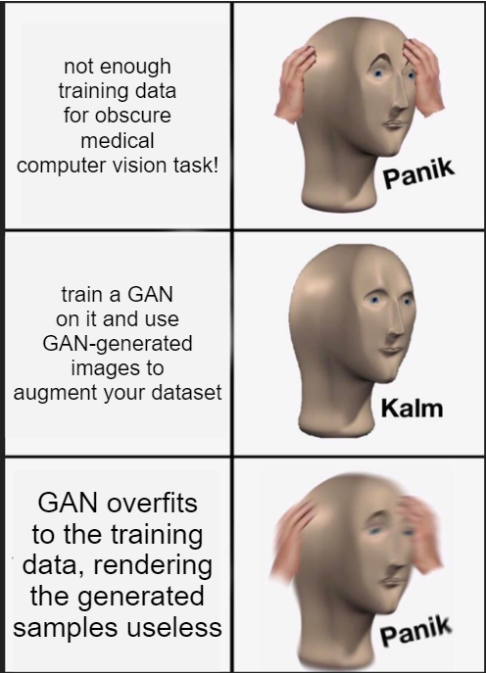 not enough
training data
for obscure
medical
computer vision task!
Panik
train a GAN
on it and use
GAN-generated
images to
augment your dataset
Kalm
GAN overfits
to the training
data, rendering
the generated
samples useless
Panik